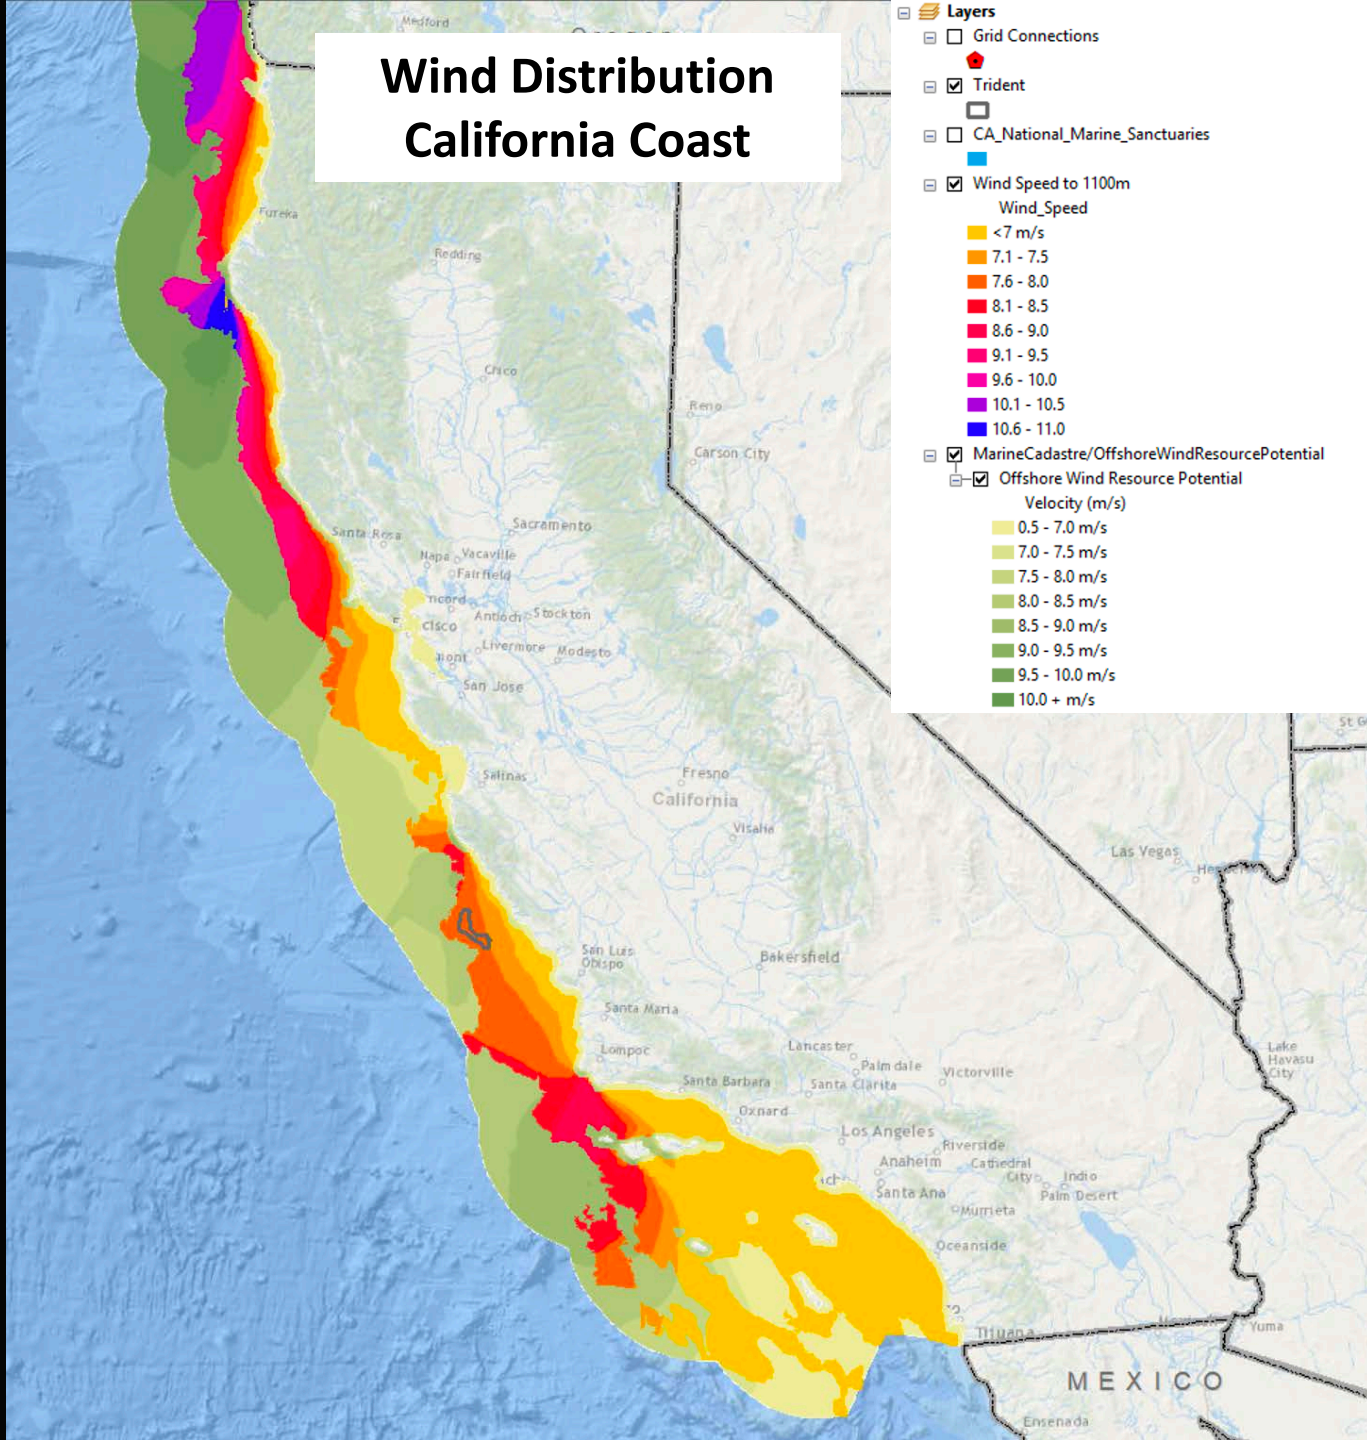 Wind Distribution
California Coast
Layers
Grid Connections
Trident
CA_National_Marine_Sanctuaries
Wind Speed to 1100m
Wind_Speed
<7 m/s
7.1 - 7.5
7.6 - 8.0
8.1 - 8.5
8.6 - 9.0
9.1 - 9.5
9.6 - 10.0
10.1 - 10.5
10.6 - 11.0
MarineCadastre/OffshoreWindResourcePotential
Offshore Wind Resource Potential
Velocity (m/s)
0.5 - 7.0 m/s
7.0 - 7.5 m/s
7.5 - 8.0 m/s
8.0 - 8.5 m/s
8.5 - 9.0 m/s
9.0 - 9.5 m/s
9.5 - 10.0 m/s
10.0 + m/s
Medford
Eureka
Redding
Chico
Reno
Carson City
Santa Rosa
Sacramento
Napa
Vacaville
Fairfield
ncord
Antioch
Stockton
cisco
Livermore
Modesto
mont
San Jose
Salinas
Fresno
California
Visalia
Las Vegas
St G
San Luis
Obispo
Bakersfield
Santa Maria
Lompoc
Lancaster
Palmdale
Victorville
Santa Barbara
Santa Clarita
Lake
Havasu
City
Oxnard
Los Angeles
Riverside
Anaheim
Cathedral
City
Indio
Santa Ana
Palm Desert
Murrieta
Oceanside
Tijuana
Yuma
MEXICO
Ensenada